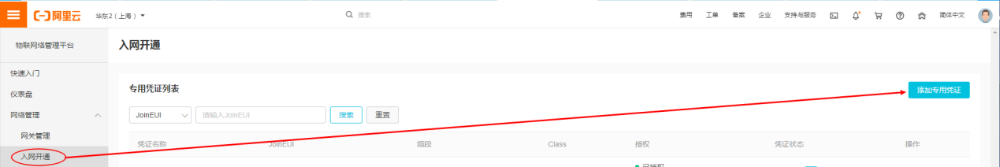 阿里云 华东2（上海） 搜索 费用 工单 备案 企业 支持与服务 简体中文
物联网络管理平台
入网开通
快速入门
仪表盘
网络管理
网关管理
入网开通
专用凭证列表
添加专用凭证
JoinEUI 请输入JoinEUI 搜索 重置
凭证名称 JoinEUI 频段 Class 授权 凭证状态 操作
已授权